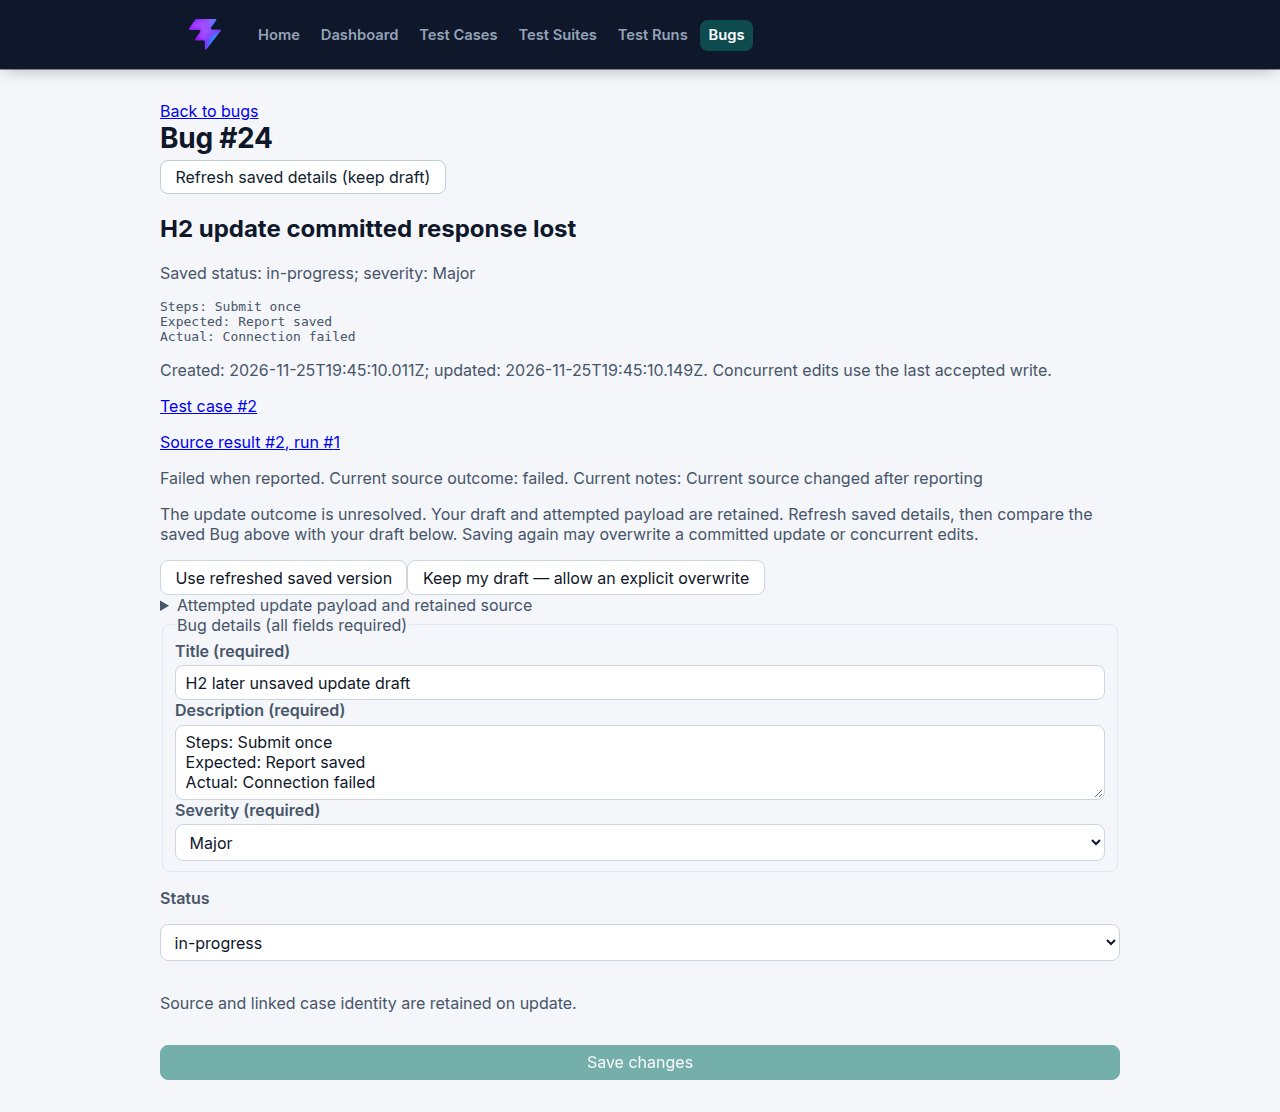 Home Dashboard Test Cases Test Suites Test Runs Bugs
Back to bugs
Bug #24
Refresh saved details (keep draft)
H2 update committed response lost
Saved status: in-progress; severity: Major
Steps: Submit once
Expected: Report saved
Actual: Connection failed
Created: 2026-11-25T19:45:10.011Z; updated: 2026-11-25T19:45:10.149Z. Concurrent edits use the last accepted write.
Test case #2
Source result #2, run #1
Failed when reported. Current source outcome: failed. Current notes: Current source changed after reporting
The update outcome is unresolved. Your draft and attempted payload are retained. Refresh saved details, then compare the
saved Bug above with your draft below. Saving again may overwrite a committed update or concurrent edits.
Use refreshed saved version Keep my draft — allow an explicit overwrite
Attempted update payload and retained source
Bug details (all fields required)
Title (required)
H2 later unsaved update draft
Description (required)
Steps: Submit once
Expected: Report saved
Actual: Connection failed
Severity (required)
Major
Status
in-progress
Source and linked case identity are retained on update.
Save changes